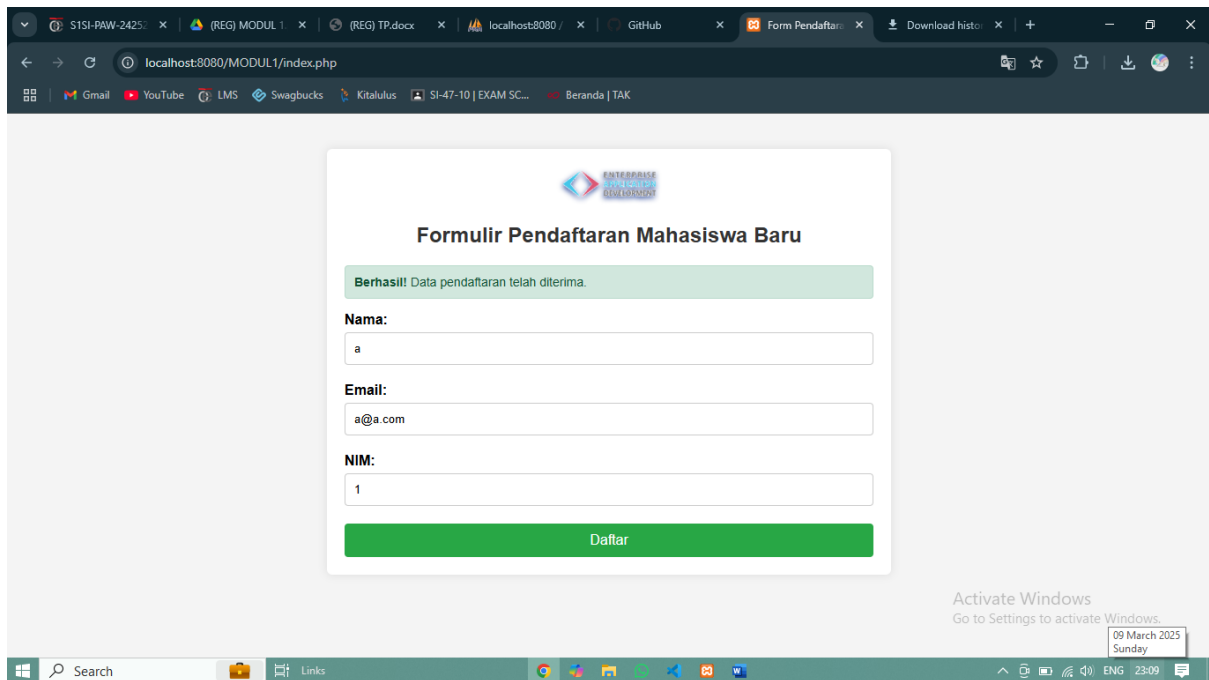 S1SI-PAW-24252
(REG) MODUL 1.
(REG) TP.docx
localhost:8080 /
GitHub
Form Pendaftara
Download histor
localhost:8080/MODUL1/index.php
Gmail
YouTube
LMS
Swagbucks
Kitalulus
SI-47-10 | EXAM SC...
Beranda | TAK
ENTERPRISE
DEVELOPMENT
Formulir Pendaftaran Mahasiswa Baru
Berhasil! Data pendaftaran telah diterima.
Nama:
a
Email:
a@a.com
NIM:
1
Daftar
Activate Windows
Go to Settings to activate Windows.
09 March 2025
Sunday
Search
Links
ENG
23:09